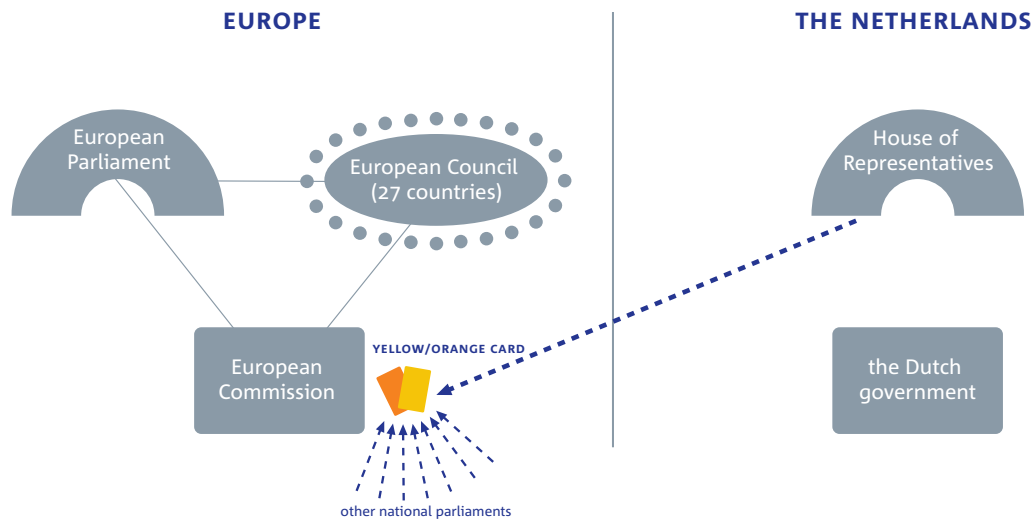 EUROPE
THE NETHERLANDS
European
Parliament
European Council
(27 countries)
House of
Representatives
European
Commission
YELLOW/ORANGE CARD
the Dutch
government
other national parliaments